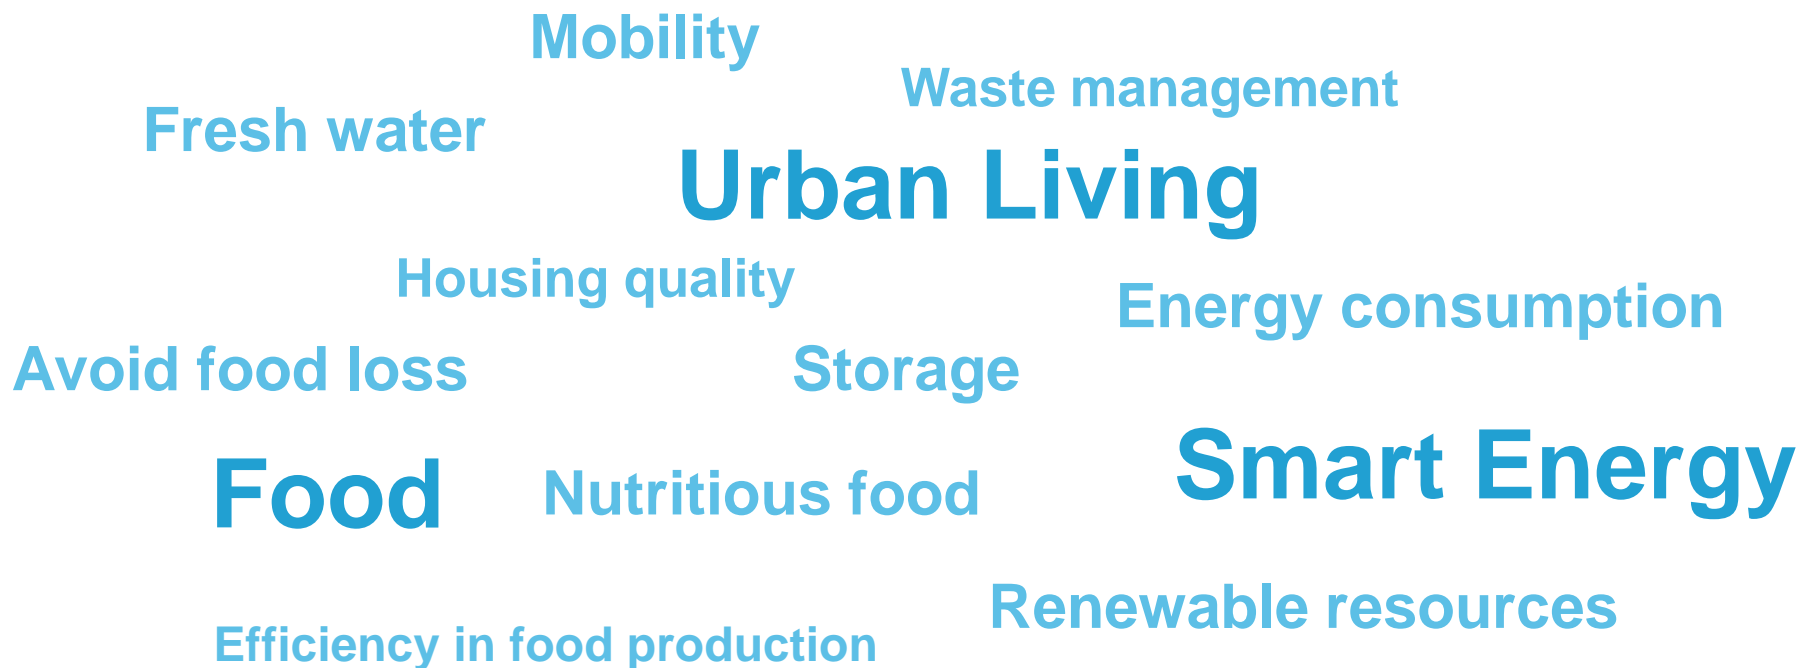 Mobility
Waste management
Fresh water
Urban Living
Housing quality
Energy consumption
Avoid food loss
Storage
Smart Energy
Food
Nutritious food
Renewable resources
Efficiency in food production